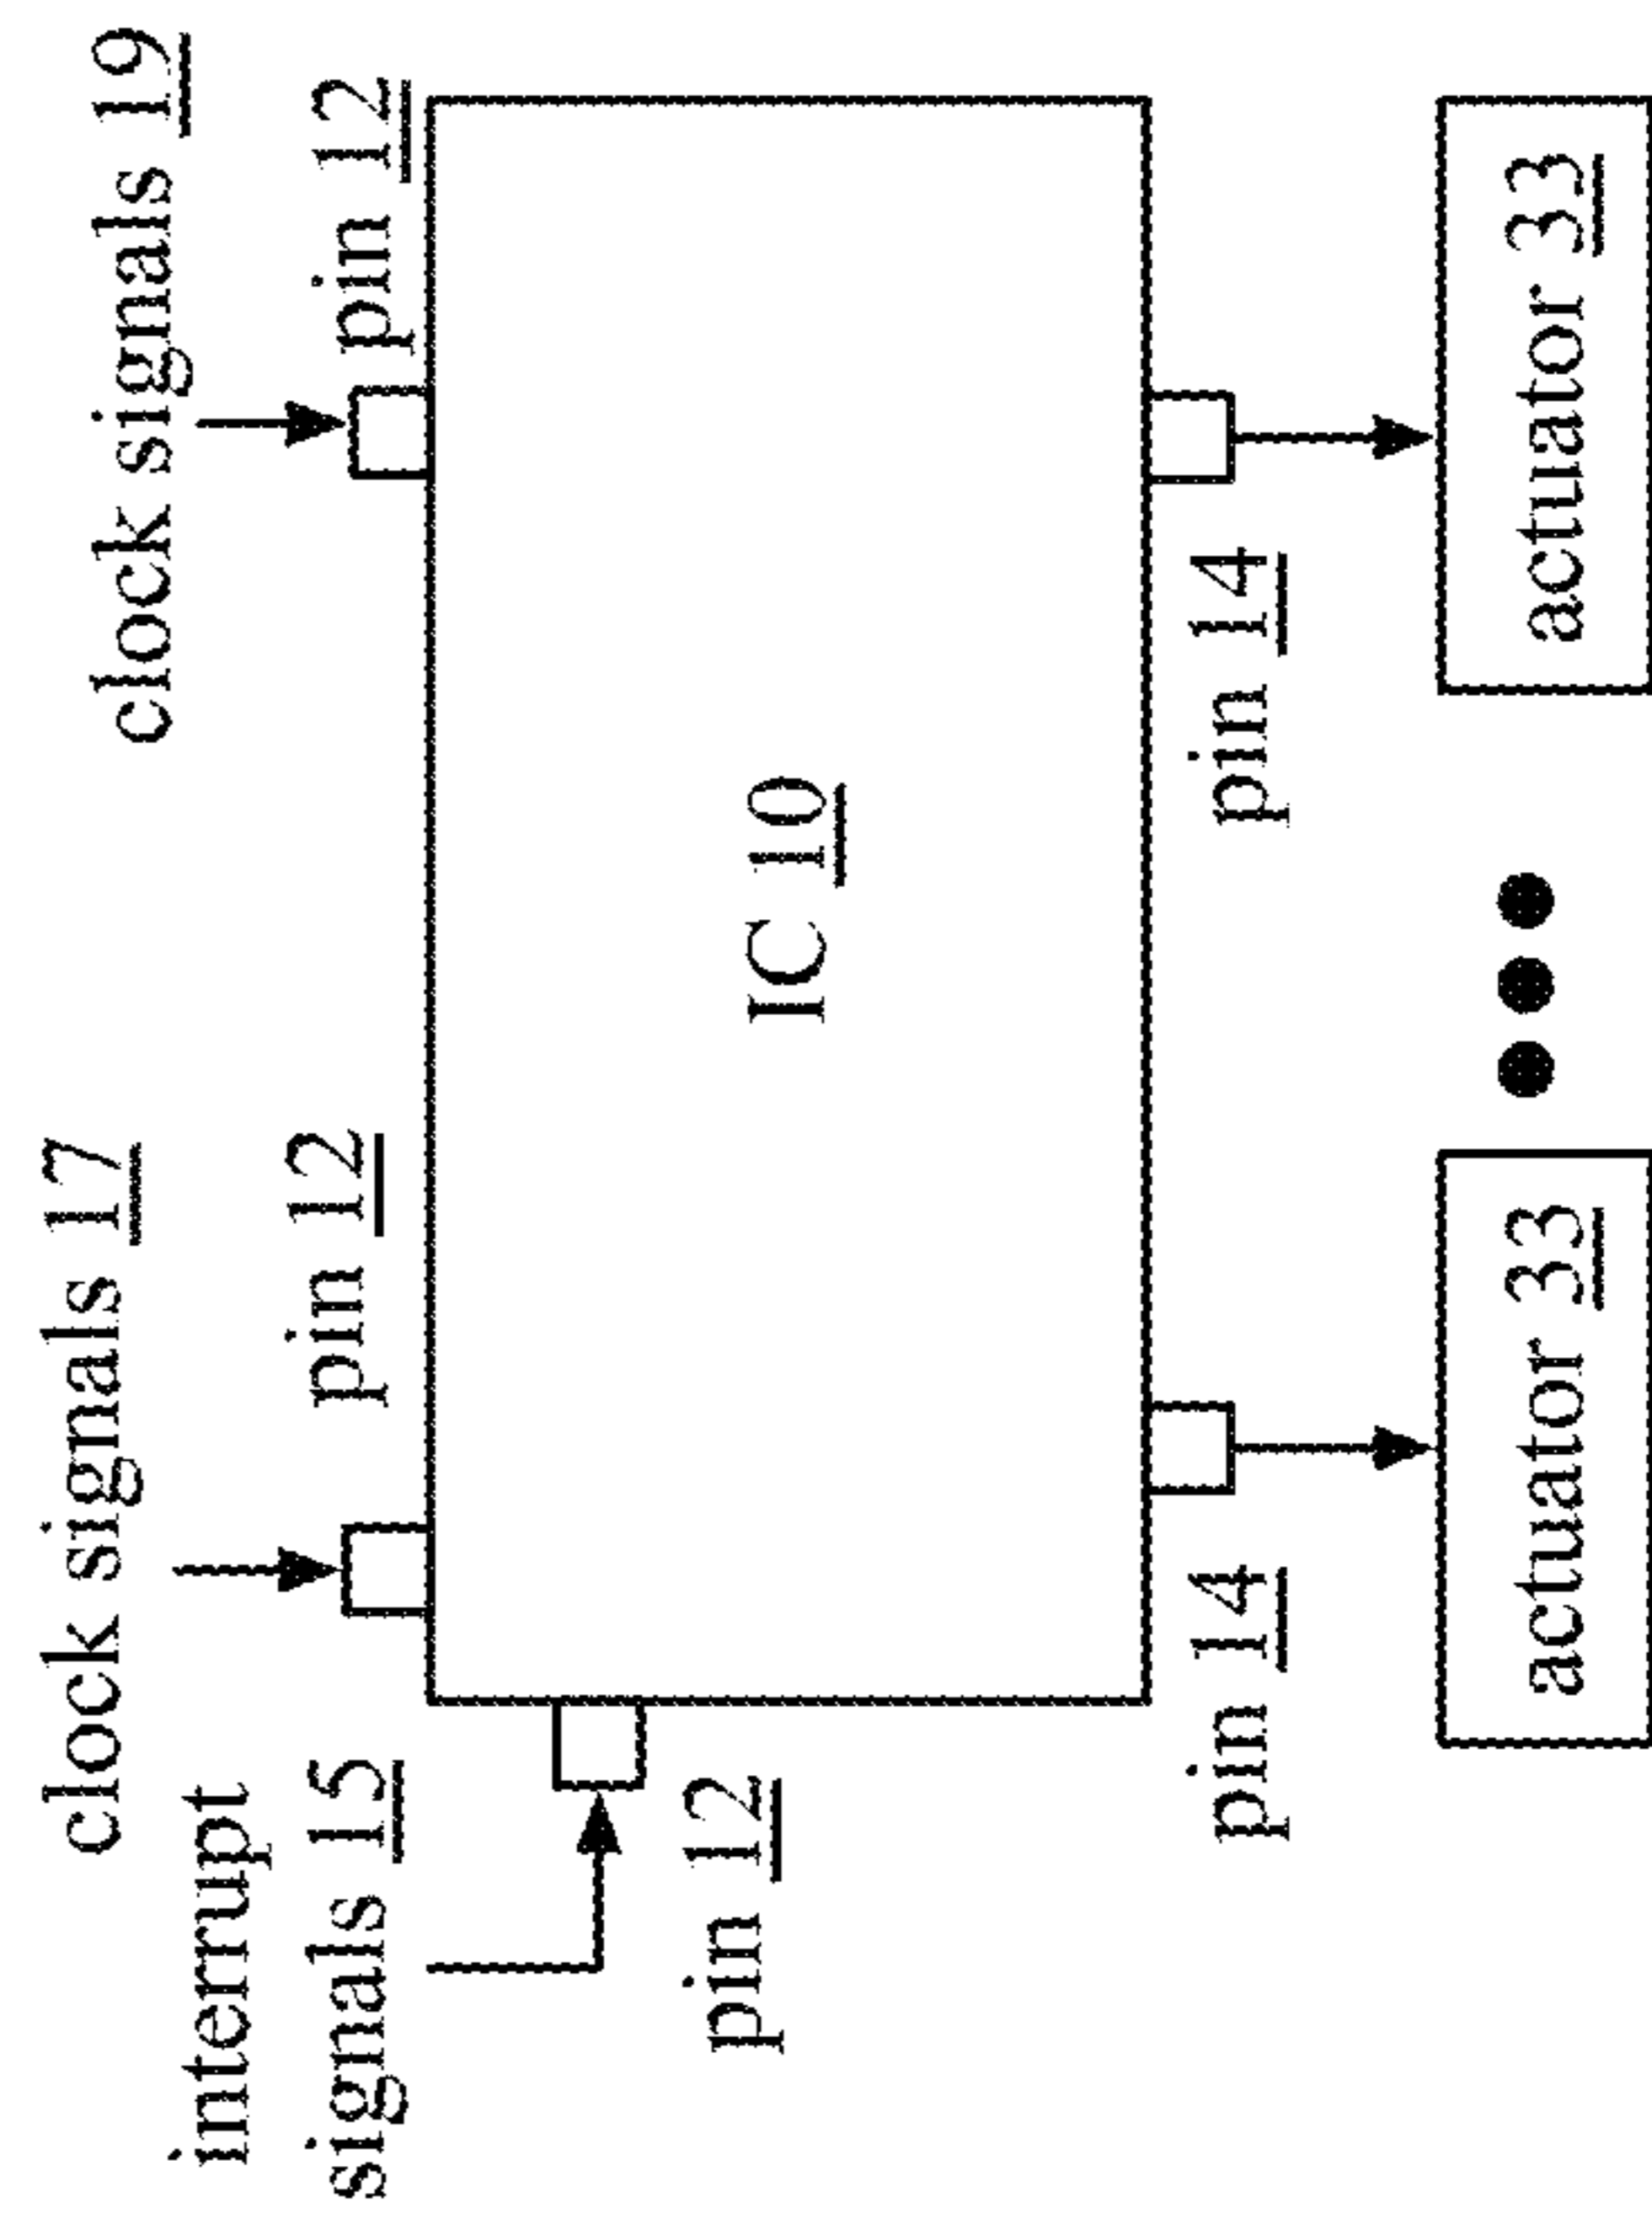 clock signals 17
clock signals 19
interrupt
signals 15
pin 12
pin 12
pin 12
IC 10
pin 14
pin 14
actuator 33
actuator 33